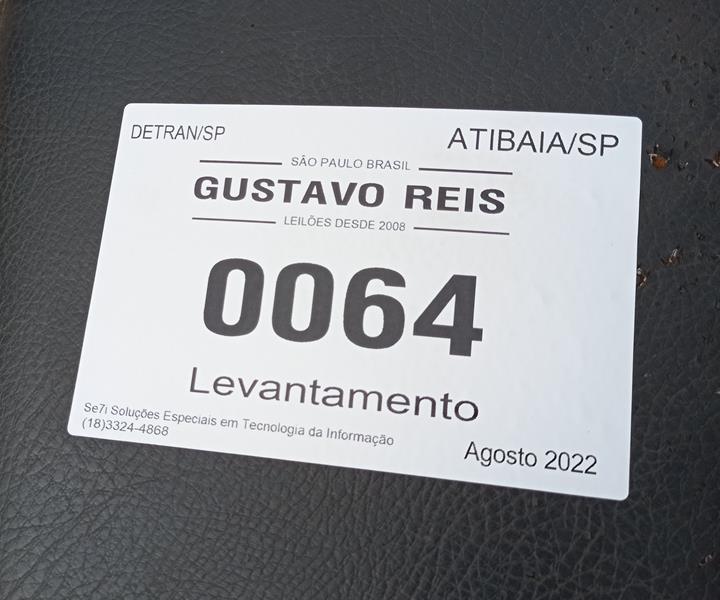 DETRAN/SP
ATIBAIA/SP
SÃO PAULO BRASIL
GUSTAVO REIS
LEILÕES DESDE 2008
0064
Levantamento
Se7i Soluções Especiais em Tecnologia da Informação
(18)3324-4868
Agosto 2022